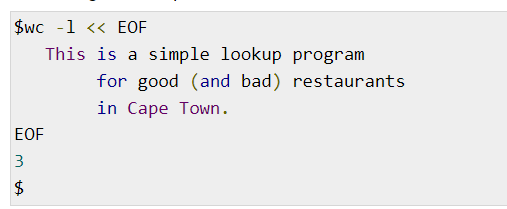 $wc -l << EOF
   This is a simple lookup program
        for good (and bad) restaurants
        in Cape Town.
EOF
3
$